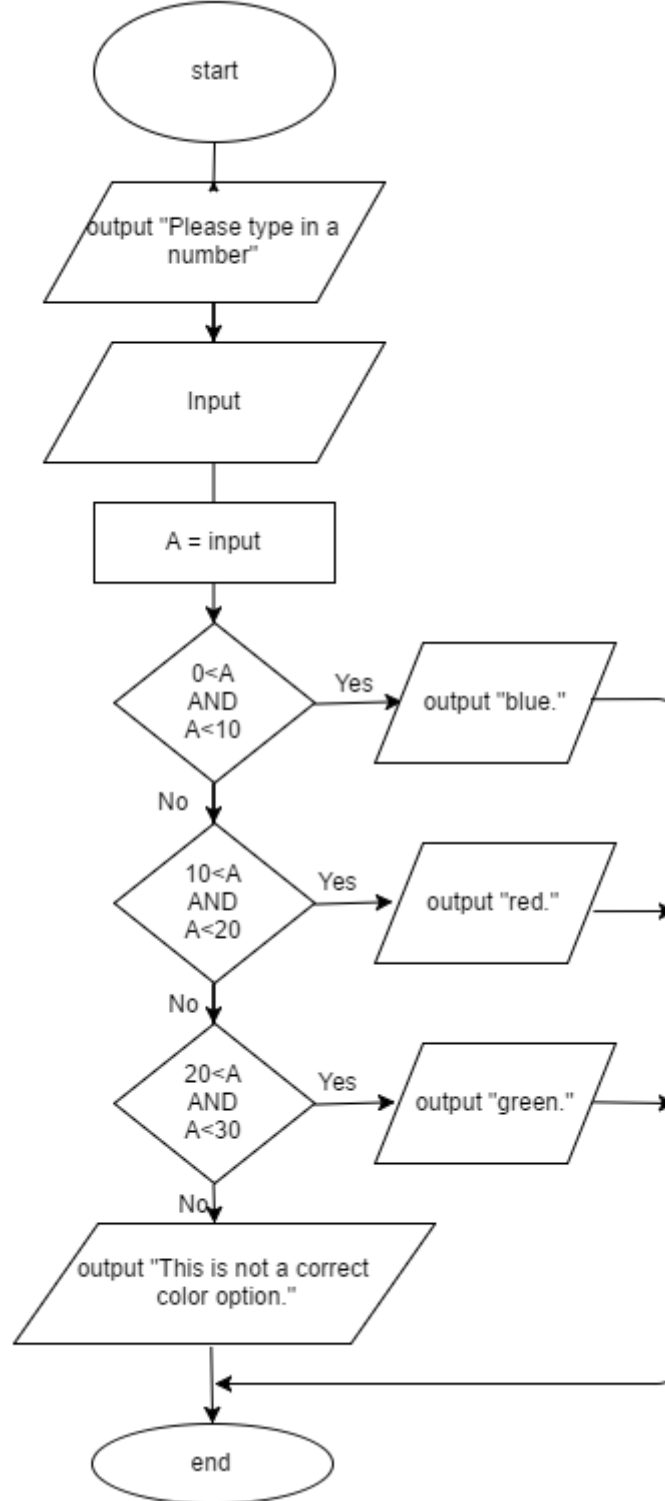 start
output "Please type in a
number"
Input
A = input
0<A
AND
A<10
Yes
output "blue."
No
10<A
AND
A<20
Yes
output "red."
No
20<A
AND
A<30
Yes
output "green."
No
output "This is not a correct
color option."
end